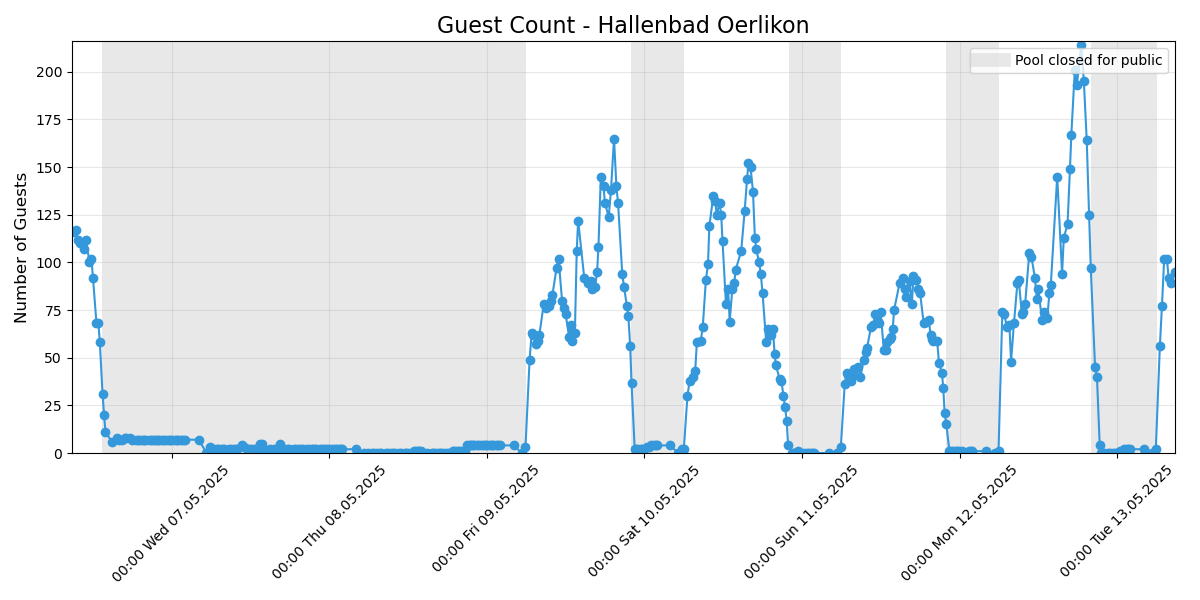 Guest Count - Hallenbad Oerlikon
Pool closed for public
Number of Guests
200
175
150
125
100
75
50
25
0
00:00 Wed 07.05.2025
00:00 Thu 08.05.2025
00:00 Fri 09.05.2025
00:00 Sat 10.05.2025
00:00 Sun 11.05.2025
00:00 Mon 12.05.2025
00:00 Tue 13.05.2025